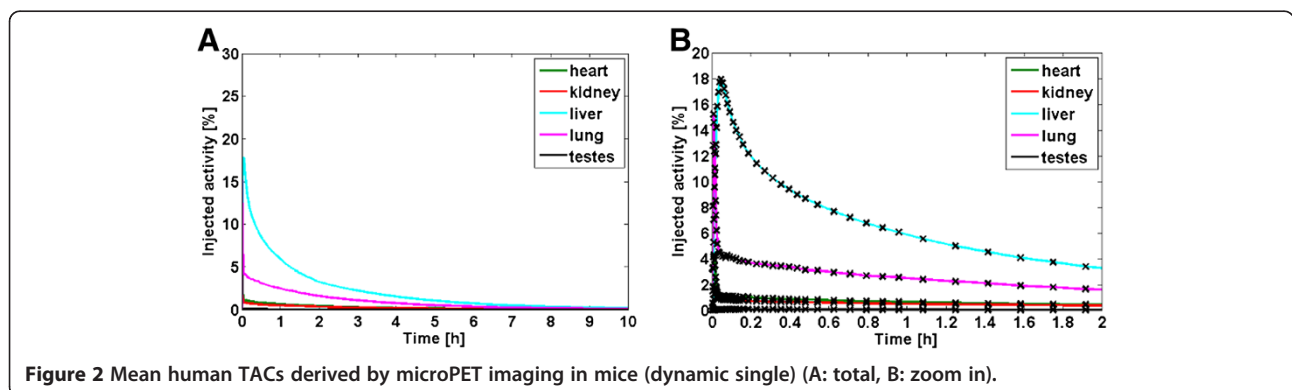 A
30
25
20
15
10
5
0
Injected activity [%]
0 1 2 3 4 5 6 7 8 9 10
Time [h]
heart
kidney
liver
lung
testes
B
20
18
16
14
12
10
8
6
4
2
0
Injected activity [%]
0 0.2 0.4 0.6 0.8 1 1.2 1.4 1.6 1.8 2
Time [h]
heart
kidney
liver
lung
testes
Figure 2 Mean human TACs derived by microPET imaging in mice (dynamic single) (A: total, B: zoom in).